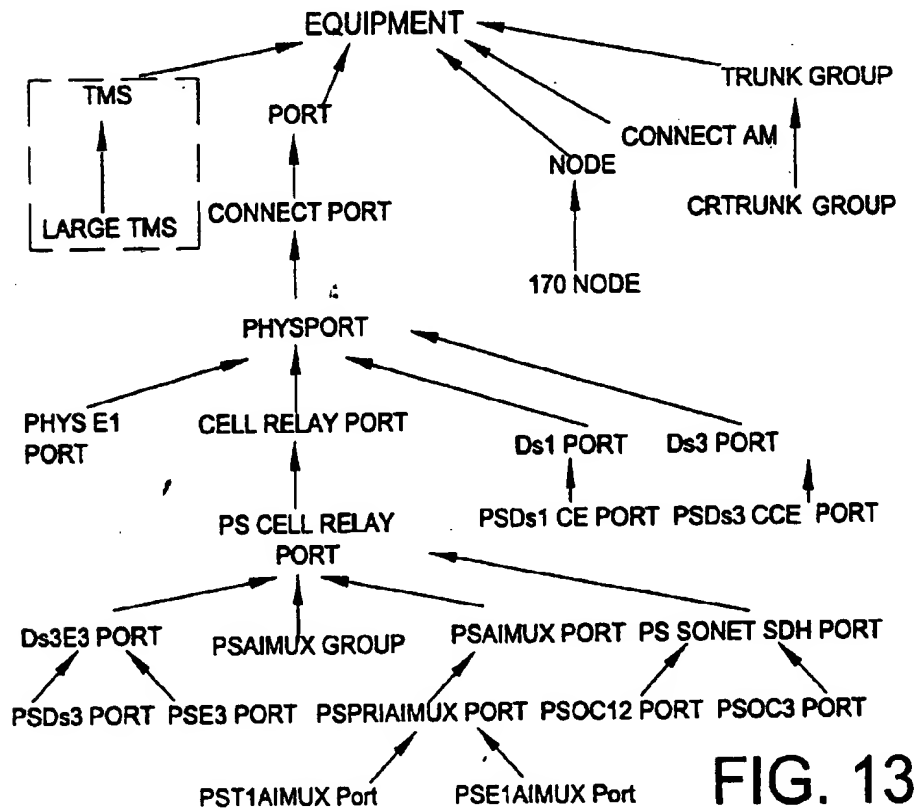 EQUIPMENT
TMS
TRUNK GROUP
PORT
CONNECT AM
NODE
LARGE TMS
CONNECT PORT
CRTRUNK GROUP
170 NODE
PHYSPORT
PHYS E1
PORT
CELL RELAY PORT
Ds1 PORT
Ds3 PORT
PS CELL RELAY
PORT
PSDs1 CE PORT
PSDs3 CCE PORT
Ds3E3 PORT
PSAIMUX GROUP
PSAIMUX PORT
PS SONET SDH PORT
PSDs3 PORT
PSE3 PORT
PSPRIAIMUX PORT
PSOC12 PORT
PSOC3 PORT
PST1AIMUX Port
PSE1AIMUX Port
FIG. 13